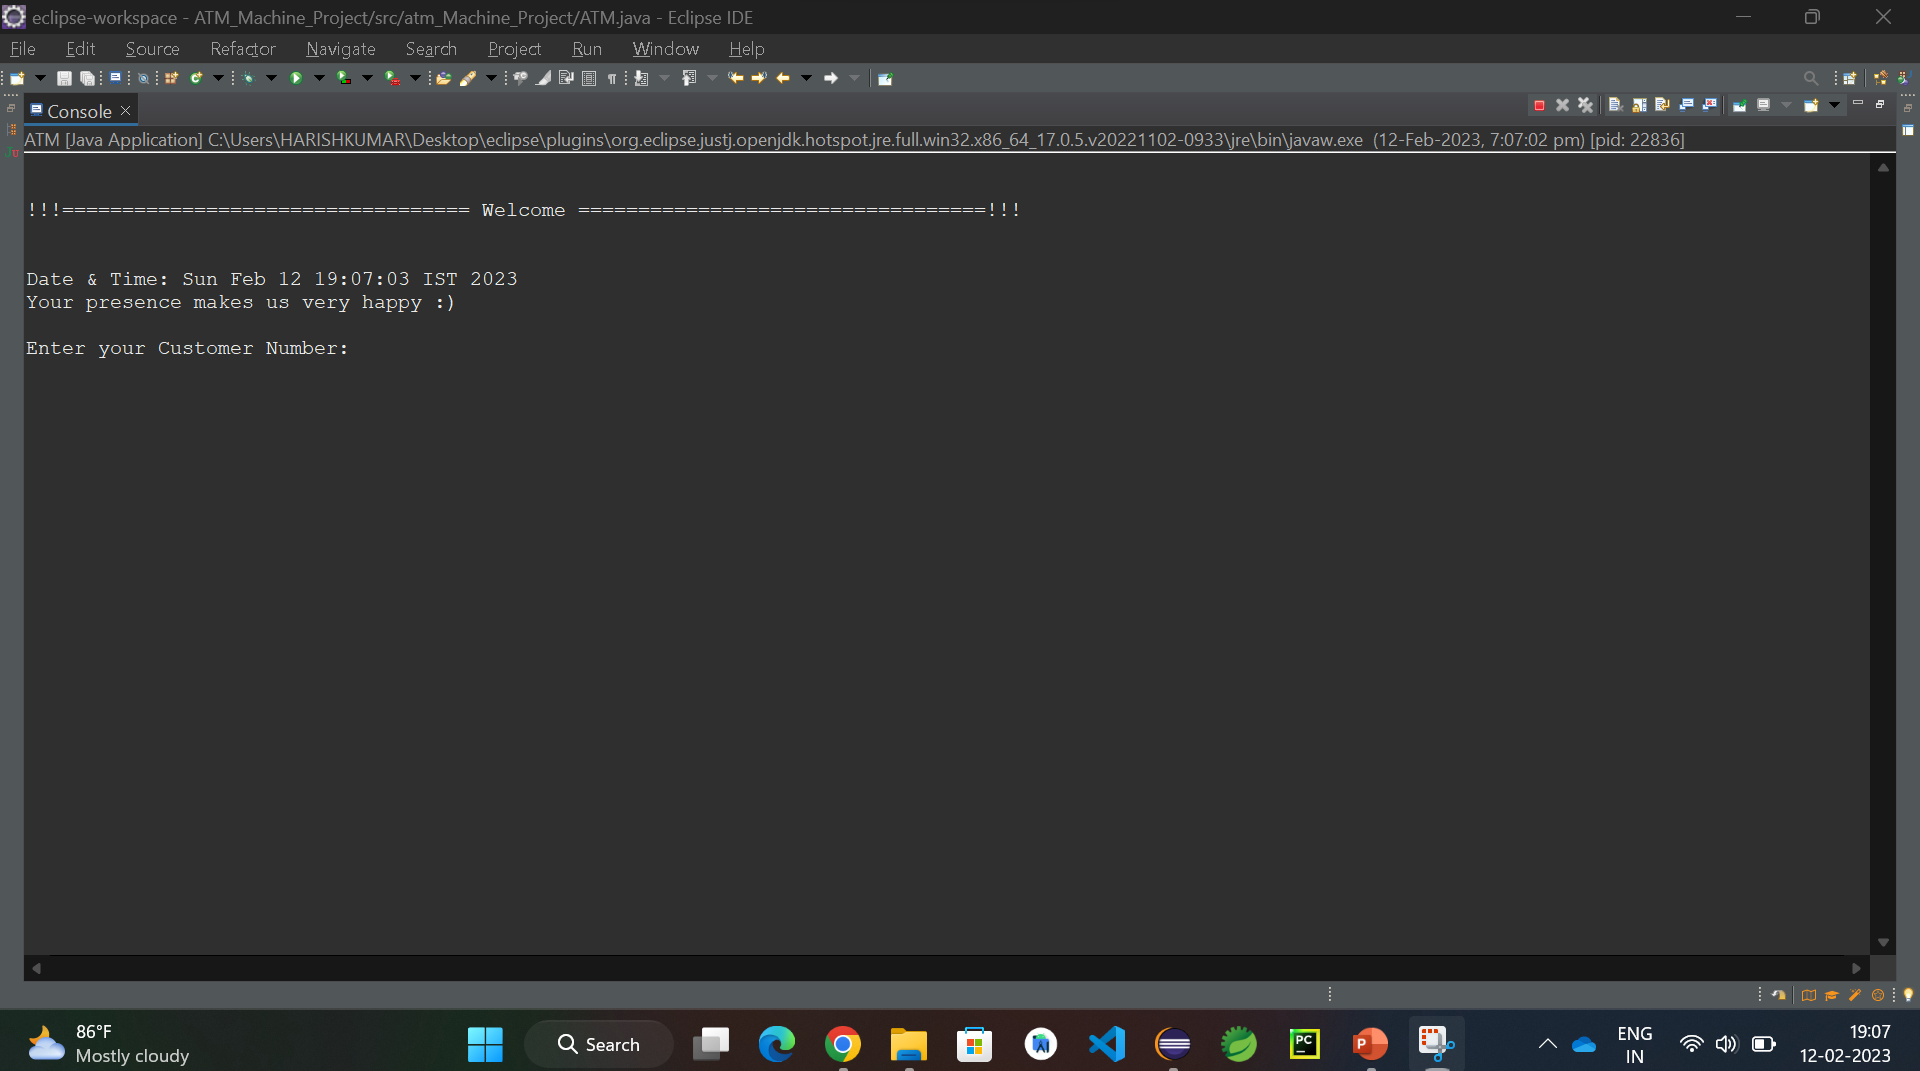 eclipse-workspace - ATM_Machine_Project/src/atm_Machine_Project/ATM.java - Eclipse IDE
File Edit Source Refactor Navigate Search Project Run Window Help
Console
ATM [Java Application] C:\Users\HARISHKUMAR\Desktop\eclipse\plugins\org.eclipse.justj.openjdk.hotspot.jre.full.win32.x86_64_17.0.5.v20221102-0933\jre\bin\javaw.exe (12-Feb-2023, 7:07:02 pm) [pid: 22836]
!!!================================== Welcome ==================================!!!
Date & Time: Sun Feb 12 19:07:03 IST 2023
Your presence makes us very happy :)
Enter your Customer Number:
86°F
Mostly cloudy
Search
PC
P
ENG
IN
19:07
12-02-2023